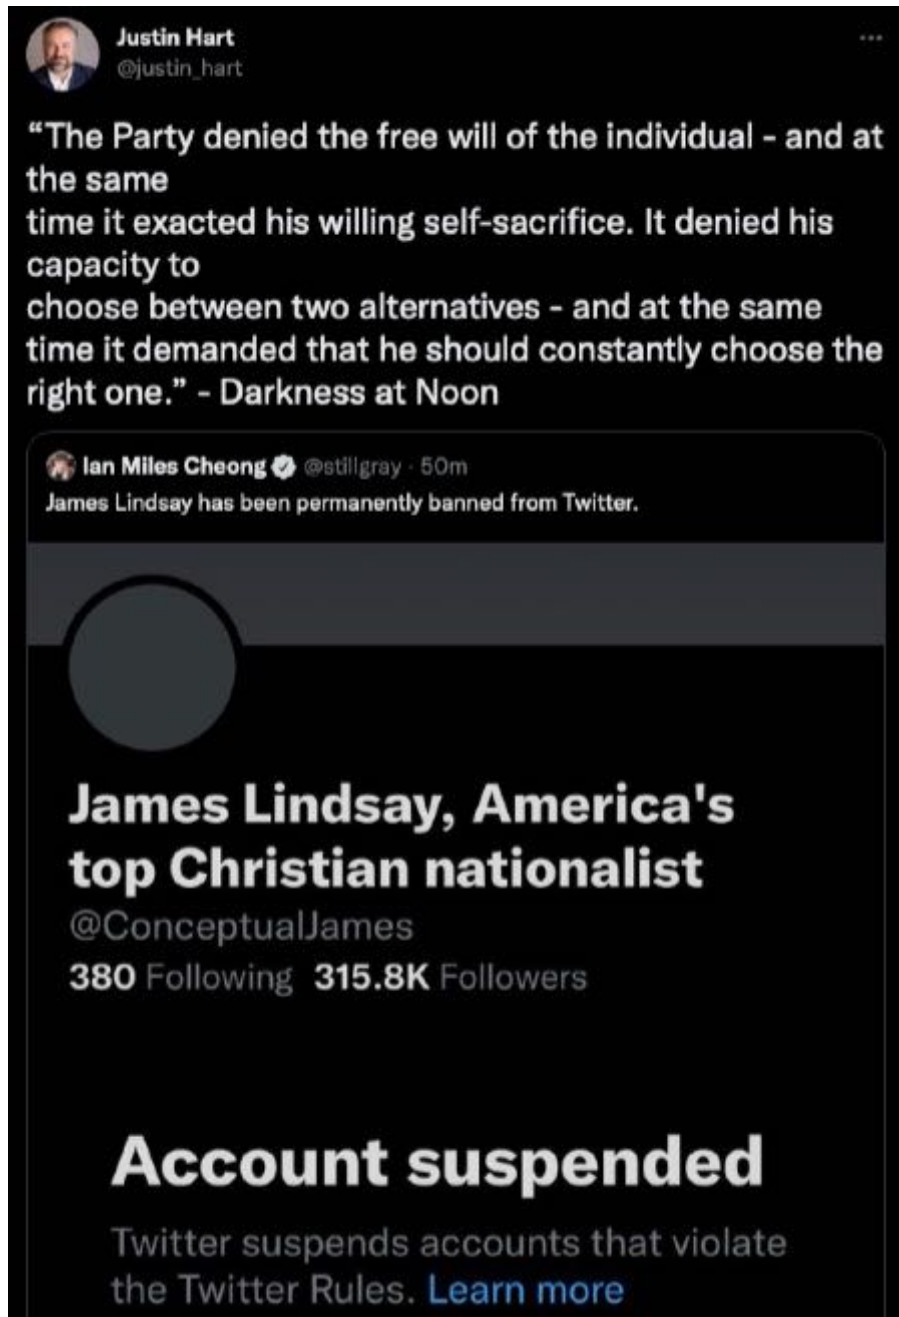 Justin Hart
@justin_hart
“The Party denied the free will of the individual - and at
the same
time it exacted his willing self-sacrifice. It denied his
capacity to
choose between two alternatives - and at the same
time it demanded that he should constantly choose the
right one.” - Darkness at Noon
Ian Miles Cheong @stillgray · 50m
James Lindsay has been permanently banned from Twitter.
James Lindsay, America's
top Christian nationalist
@ConceptualJames
380 Following 315.8K Followers
Account suspended
Twitter suspends accounts that violate
the Twitter Rules. Learn more